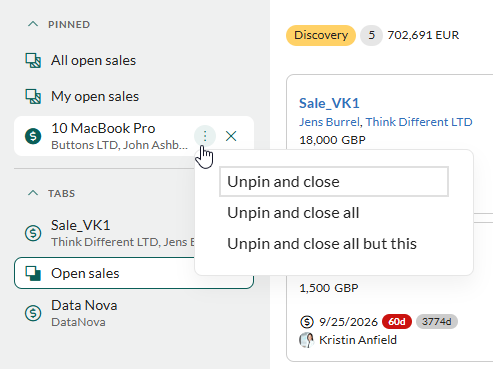 PINNED
All open sales
My open sales
10 MacBook Pro
Buttons LTD, John Ashb...
TABS
Sale_VK1
Think Different LTD, Jens
Open sales
Data Nova
DataNova
Unpin and close
Unpin and close all
Unpin and close all but this
Discovery 5 702,691 EUR
Sale_VK1
Jens Burrel, Think Different LTD
18,000 GBP
1,500 GBP
9/25/2026 60d 3774d
Kristin Anfield